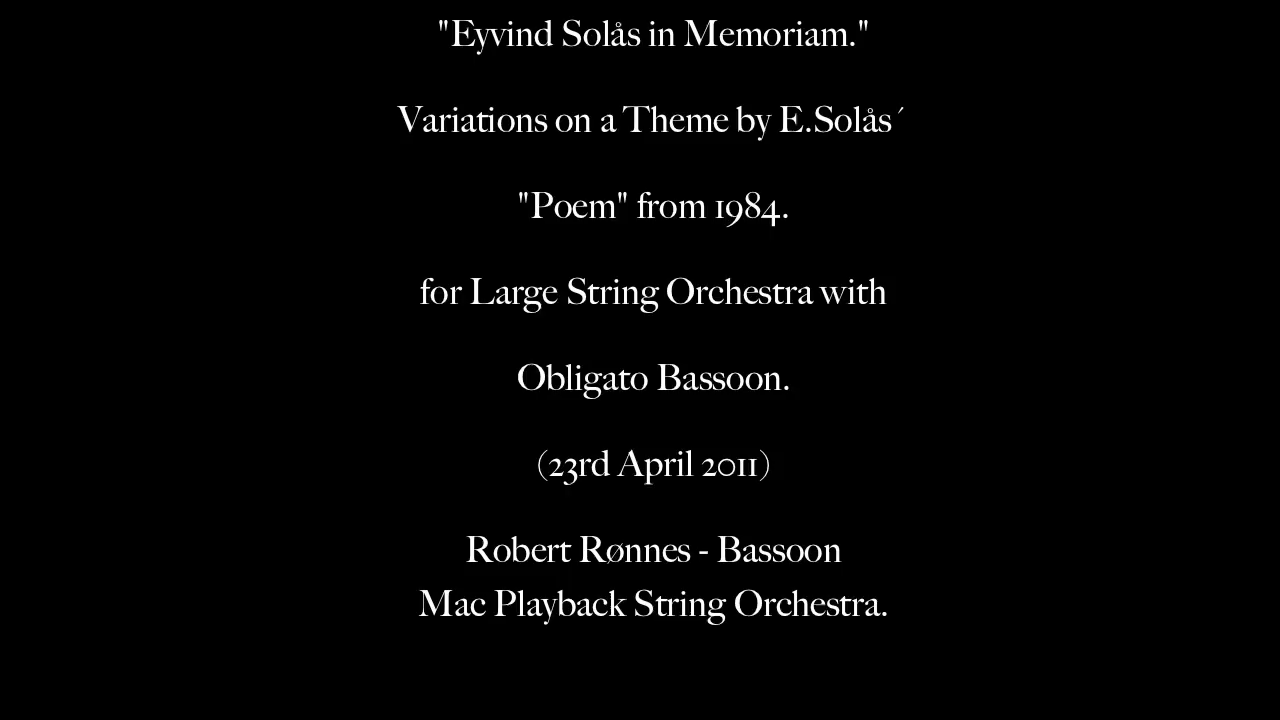 "Eyvind Solås in Memoriam."
Variations on a Theme by E.Solås´
"Poem" from 1984.
for Large String Orchestra with
Obligato Bassoon.
(23rd April 2011)
Robert Rønnes - Bassoon
Mac Playback String Orchestra.